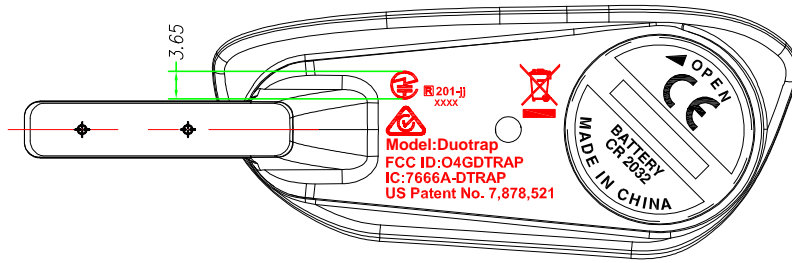 3.65
R 201-jj
XXXX
Model:Duotrap
FCC ID:O4GDTRAP
IC:7666A-DTRAP
US Patent No. 7,878,521
OPEN
CE
BATTERY
CR 2032
MADE IN CHINA